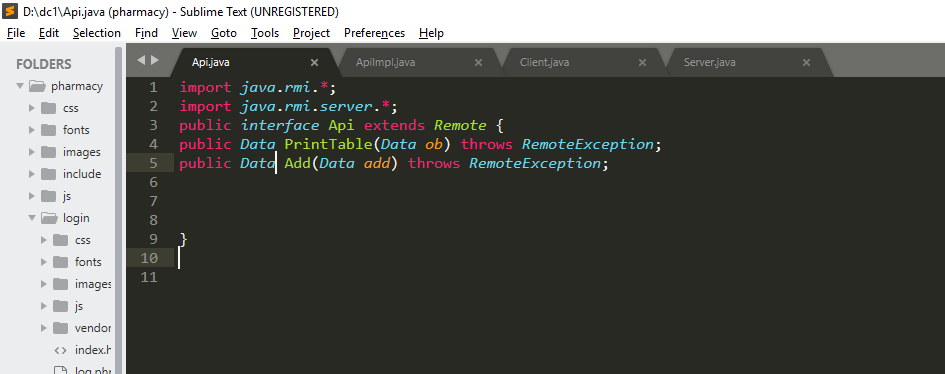 D:\dc1\Api.java (pharmacy) - Sublime Text (UNREGISTERED)
File Edit Selection Find View Goto Tools Project Preferences Help
FOLDERS
pharmacy
css
fonts
images
include
js
login
css
fonts
images
js
vendor
index.h
Api.java × ApiImpl.java × Client.java × Server.java ×
1 import java.rmi.*;
2 import java.rmi.server.*;
3 public interface Api extends Remote {
4 public Data PrintTable(Data ob) throws RemoteException;
5 public Data Add(Data add) throws RemoteException;
6
7
8
9 }
10
11